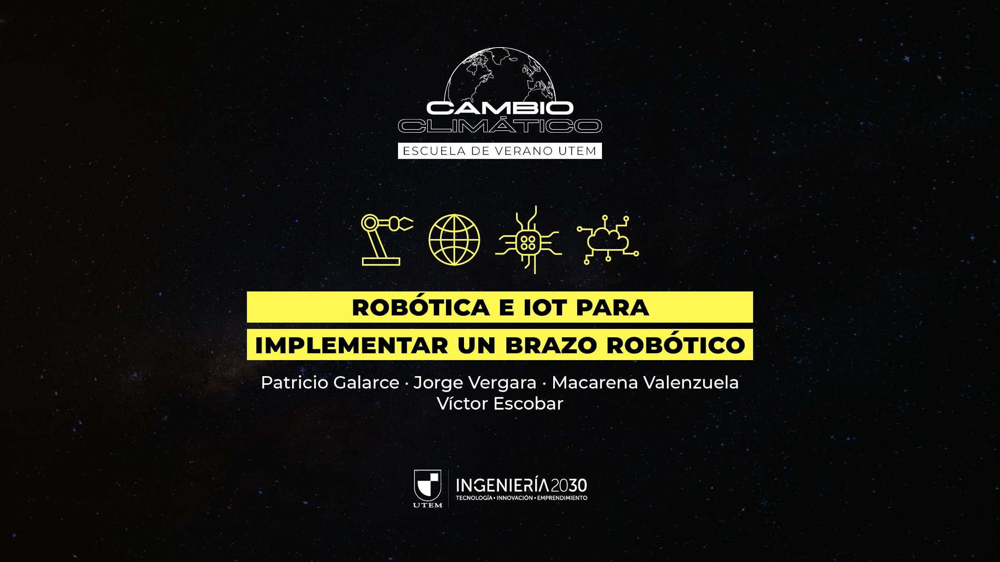 CAMBIO
CLIMÁTICO
ESCUELA DE VERANO UTEM
ROBÓTICA E IOT PARA
IMPLEMENTAR UN BRAZO ROBÓTICO
Patricio Galarce · Jorge Vergara · Macarena Valenzuela
Víctor Escobar
UTEM
INGENIERÍA2030
TECNOLOGÍA • INNOVACIÓN • EMPRENDIMIENTO